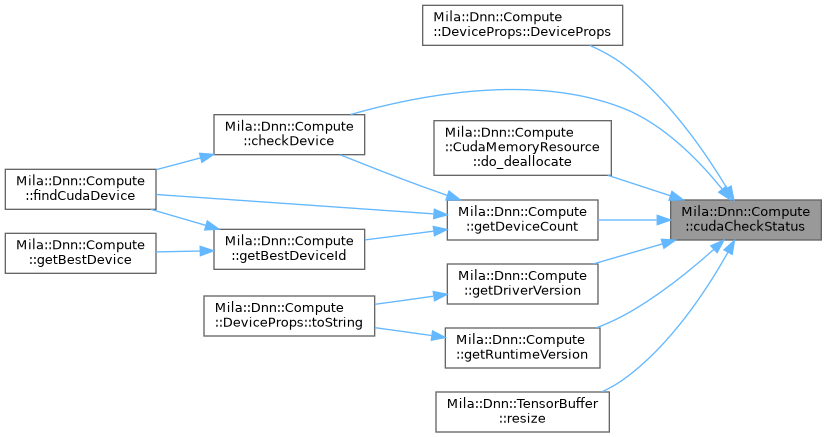 Mila::Dnn::Compute
::DeviceProps::DeviceProps
Mila::Dnn::Compute
::checkDevice
Mila::Dnn::Compute
::CudaMemoryResource
::do_deallocate
Mila::Dnn::Compute
::findCudaDevice
Mila::Dnn::Compute
::getDeviceCount
Mila::Dnn::Compute
::cudaCheckStatus
Mila::Dnn::Compute
::getBestDevice
Mila::Dnn::Compute
::getBestDeviceId
Mila::Dnn::Compute
::getDriverVersion
Mila::Dnn::Compute
::DeviceProps::toString
Mila::Dnn::Compute
::getRuntimeVersion
Mila::Dnn::TensorBuffer
::resize